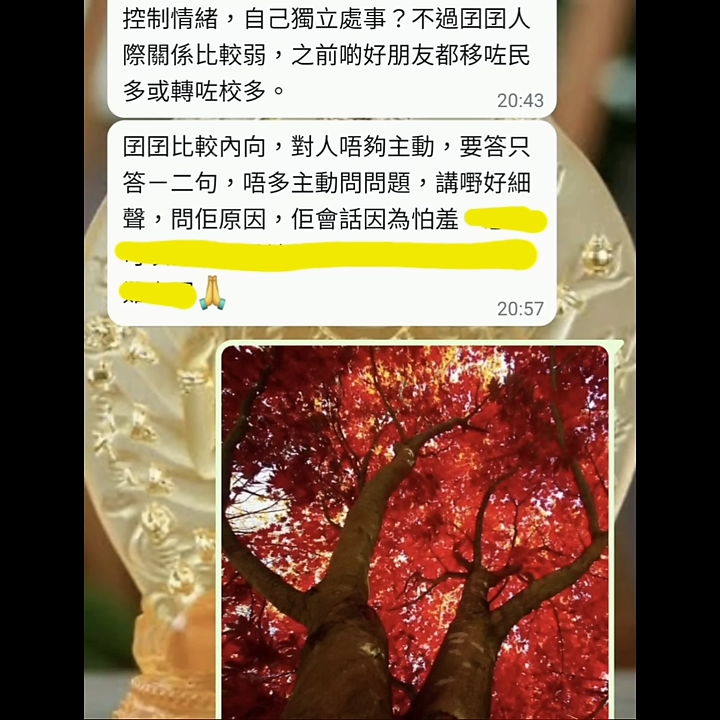 控制情緒，自己獨立處事？不過囝囝人
際關係比較弱，之前啲好朋友都移咗民
多或轉咗校多。
20:43
囝囝比較內向，對人唔夠主動，要答只
答一二句，唔多主動問問題，講嘢好細
聲，問佢原因，佢會話因為怕羞
🙏
20:57